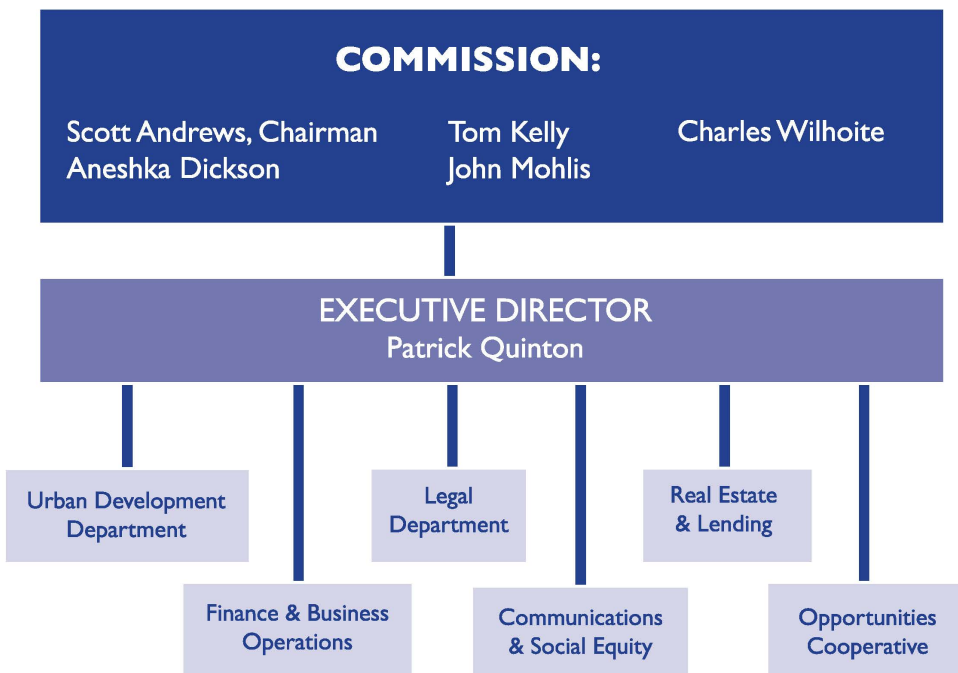 COMMISSION:
Scott Andrews, Chairman
Aneshka Dickson
Tom Kelly
John Mohlis
Charles Wilhoite
EXECUTIVE DIRECTOR
Patrick Quinton
Urban Development
Department
Finance & Business
Operations
Legal
Department
Communications
& Social Equity
Real Estate
& Lending
Opportunities
Cooperative